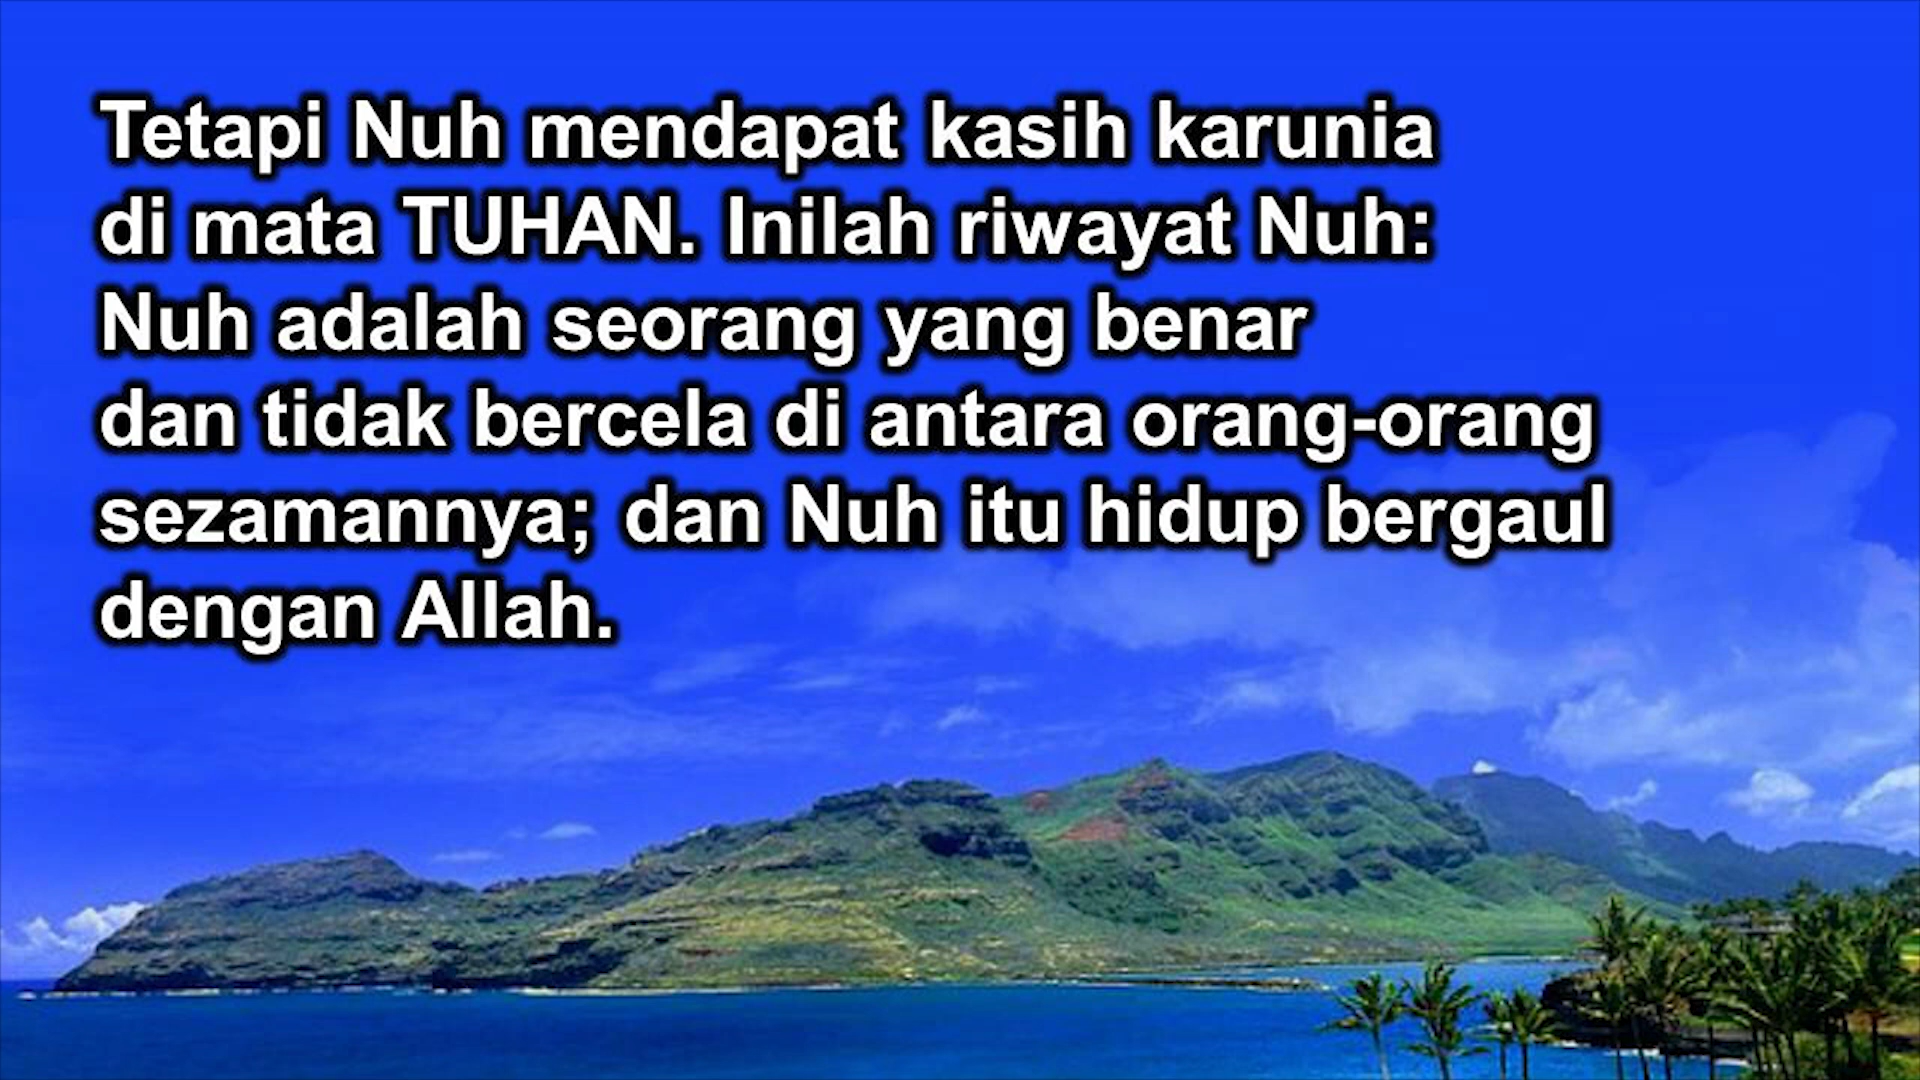 Tetapi Nuh mendapat kasih karunia
di mata TUHAN. Inilah riwayat Nuh:
Nuh adalah seorang yang benar
dan tidak bercela di antara orang-orang
sezamannya; dan Nuh itu hidup bergaul
dengan Allah.